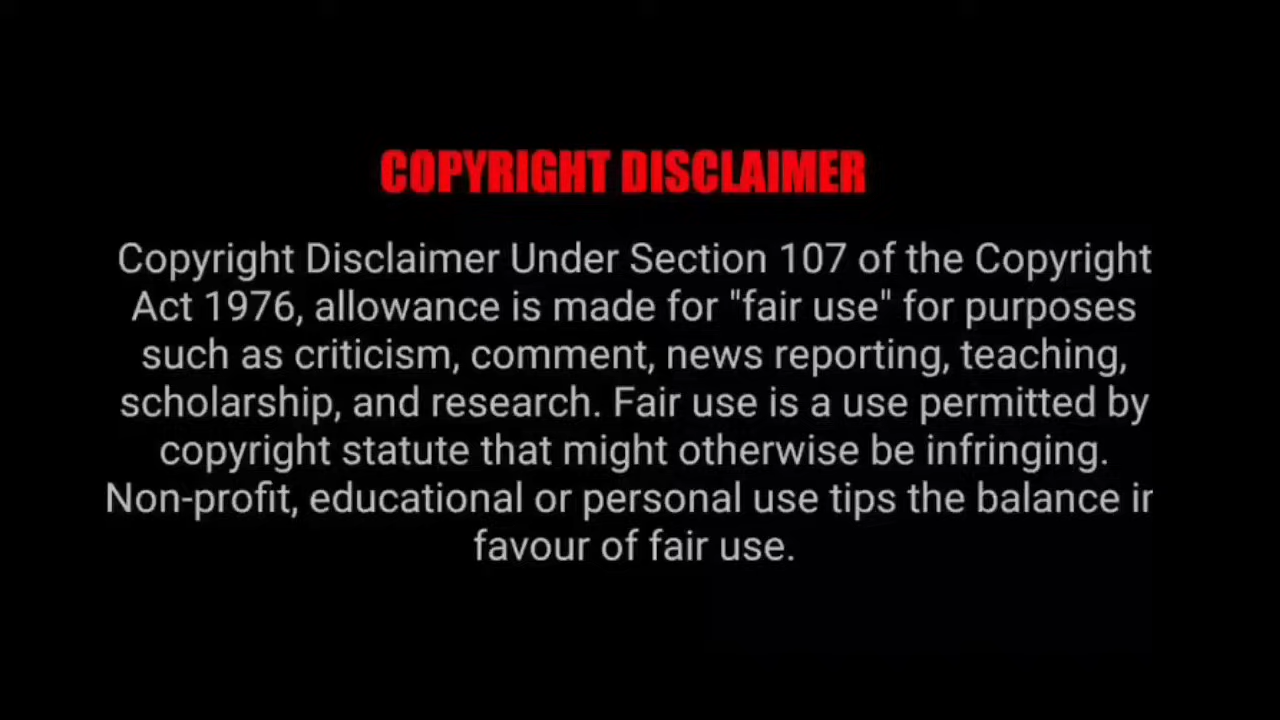 COPYRIGHT DISCLAIMER
Copyright Disclaimer Under Section 107 of the Copyright
Act 1976, allowance is made for "fair use" for purposes
such as criticism, comment, news reporting, teaching,
scholarship, and research. Fair use is a use permitted by
copyright statute that might otherwise be infringing.
Non-profit, educational or personal use tips the balance in
favour of fair use.